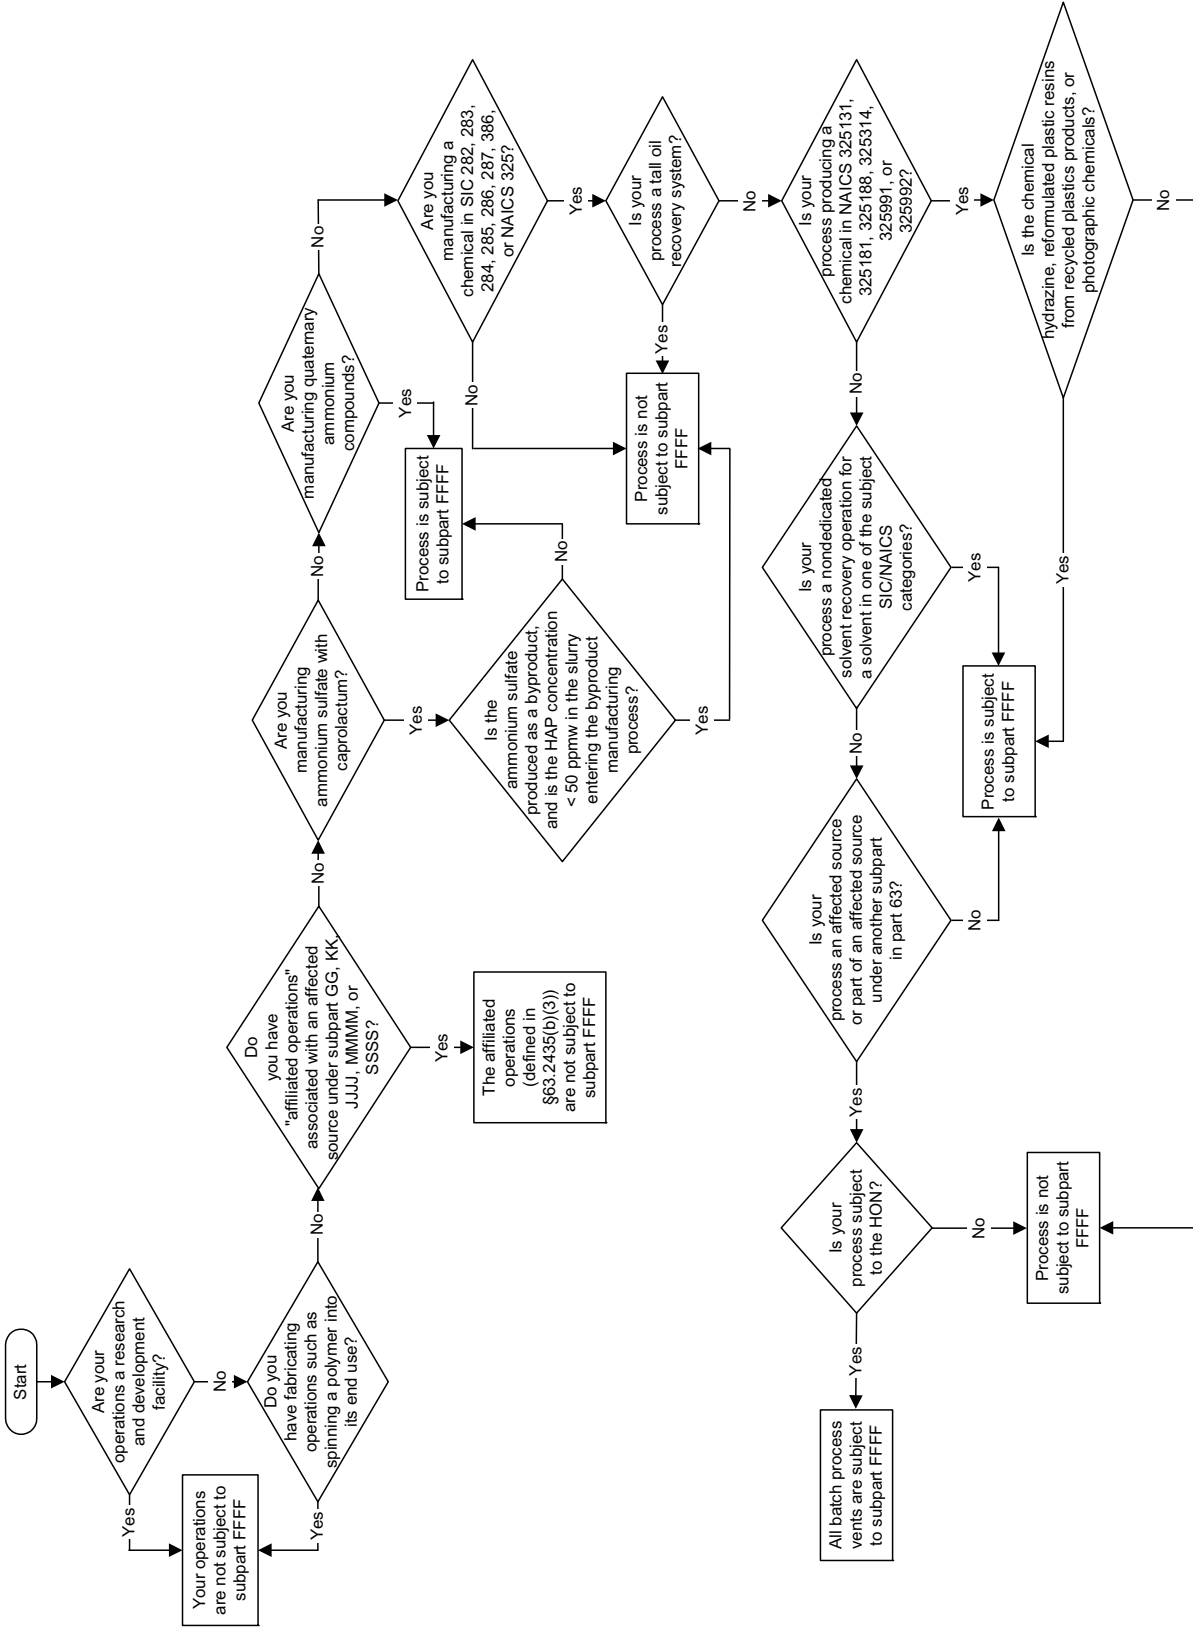 Start
Are your
operations a research
and development
facility?
Yes
No
Your operations
are not subject to
subpart FFFF
Do you
have fabricating
operations such as
spinning a polymer into
its end use?
Yes
No
Do
you have
"affiliated operations"
associated with an affected
source under subpart GG, KK,
JJJJ, MMMM, or
SSSS?
Yes
No
The affiliated
operations
(defined in
§63.2435(b)(3))
are not subject to
subpart FFFF
Are you
manufacturing
ammonium sulfate with
caprolactum?
Yes
No
Is the
ammonium sulfate
produced as a byproduct,
and is the HAP concentration
< 50 ppmw in the slurry
entering the byproduct
manufacturing
process?
Yes
No
Are you
manufacturing quaternary
ammonium
compounds?
Yes
No
Process is subject
to subpart FFFF
Are you
manufacturing a
chemical in SIC 282, 283,
284, 285, 286, 287, 386,
or NAICS 325?
No
Yes
Is your
process a tall oil
recovery system?
Yes
No
Process is not
subject to subpart
FFFF
Is your
process producing a
chemical in NAICS 325131,
325181, 325188, 325314,
325991, or
325992?
No
Yes
Is the chemical
hydrazine, reformulated plastic resins
from recycled plastics products, or
photographic chemicals?
Yes
No
Is your
process a nondedicated
solvent recovery operation for
a solvent in one of the subject
SIC/NAICS
categories?
Yes
No
Process is subject
to subpart FFFF
Is your
process an affected source
or part of an affected source
under another subpart
in part 63?
No
Yes
Is your
process subject
to the HON?
No
Yes
Process is not
subject to subpart
FFFF
All batch process
vents are subject
to subpart FFFF